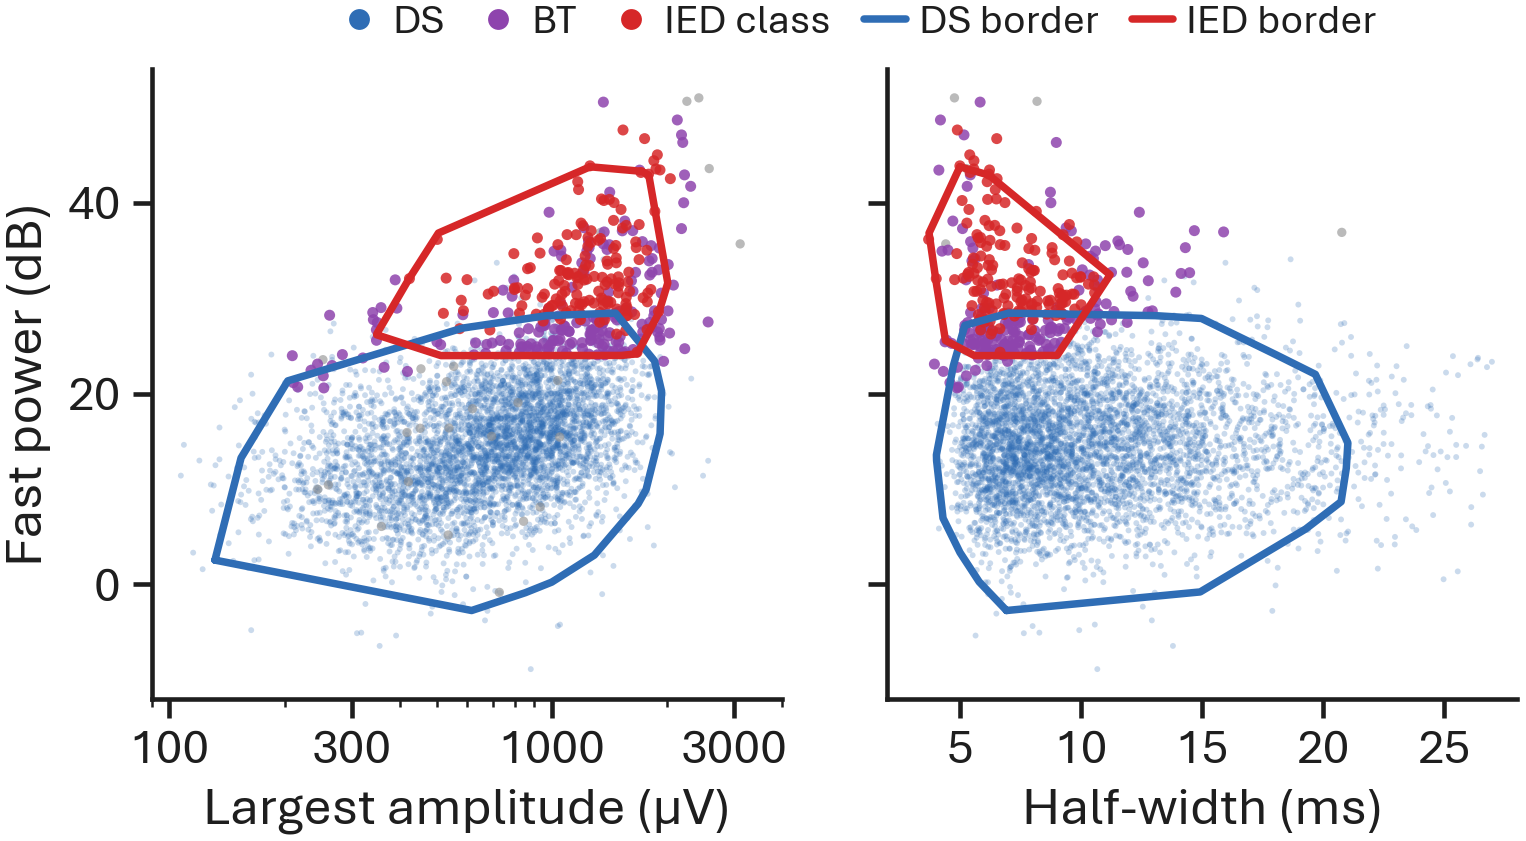 DS BT IED class DS border IED border
Fast power (dB)
40
20
0
100 300 1000 3000
5 10 15 20 25
Largest amplitude (µV)
Half-width (ms)